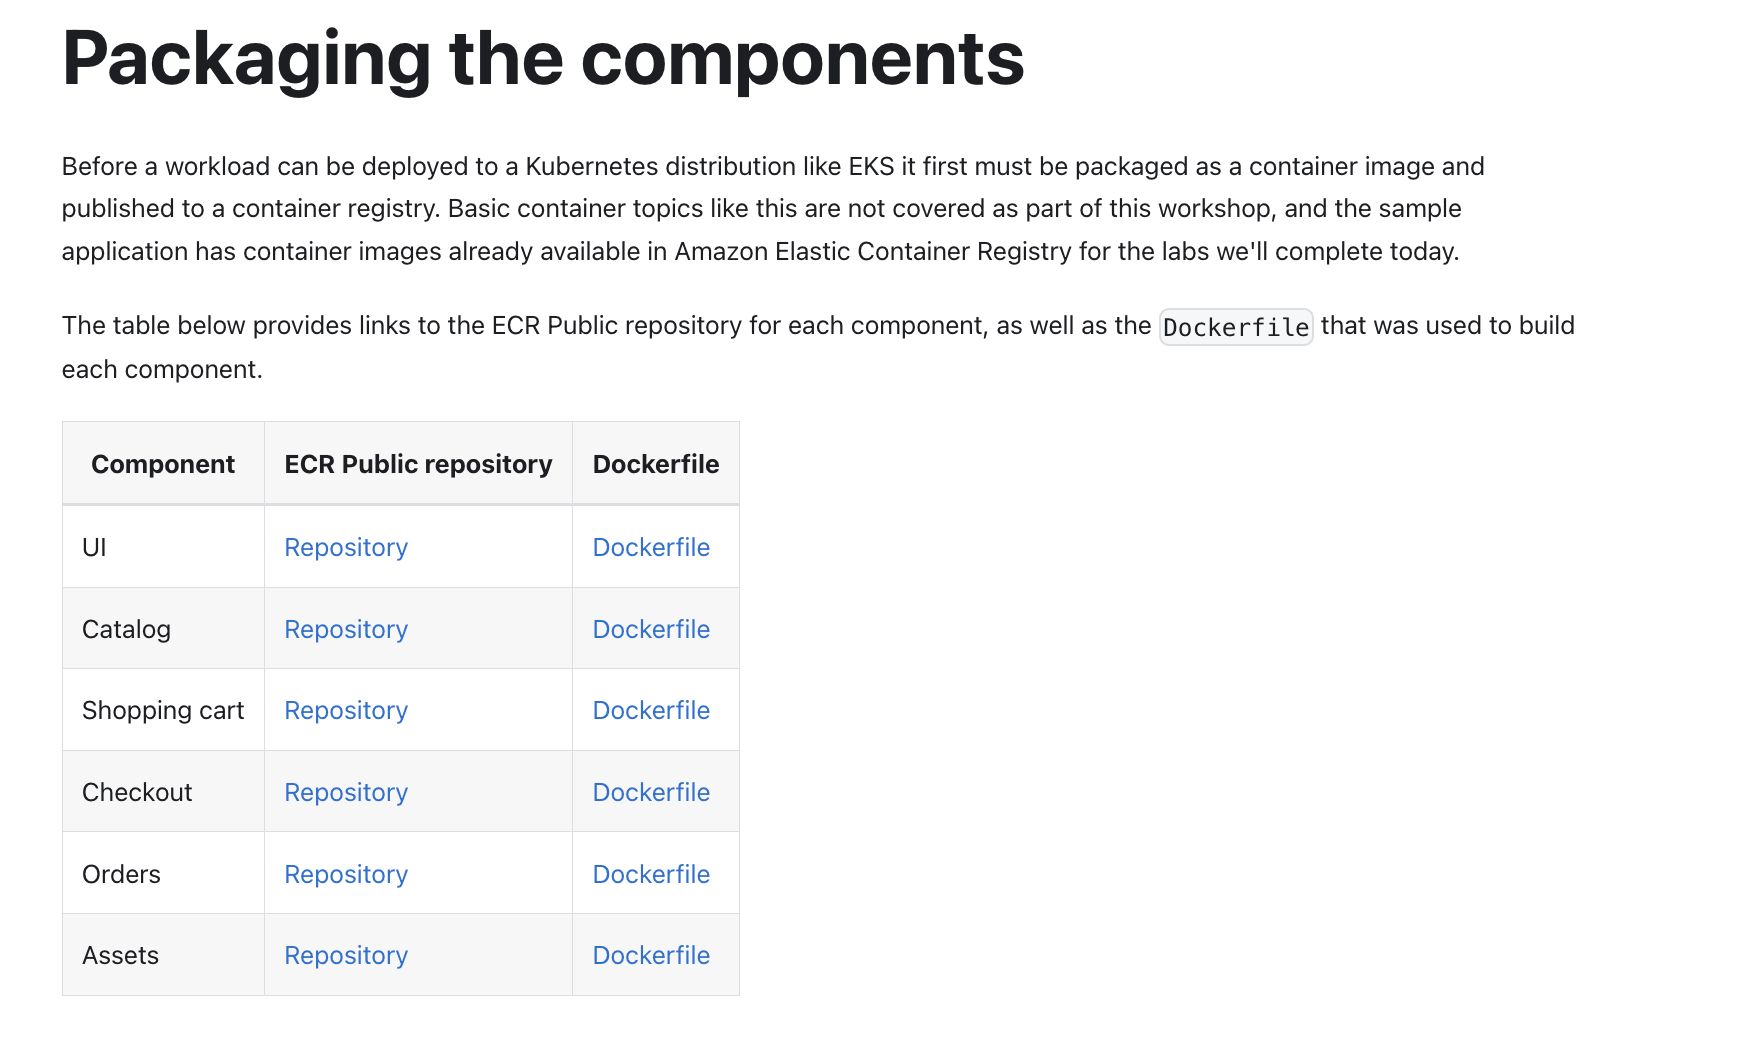 Packaging the components
Before a workload can be deployed to a Kubernetes distribution like EKS it first must be packaged as a container image and
published to a container registry. Basic container topics like this are not covered as part of this workshop, and the sample
application has container images already available in Amazon Elastic Container Registry for the labs we'll complete today.
The table below provides links to the ECR Public repository for each component, as well as the Dockerfile that was used to build
each component.
Component ECR Public repository Dockerfile
UI Repository Dockerfile
Catalog Repository Dockerfile
Shopping cart Repository Dockerfile
Checkout Repository Dockerfile
Orders Repository Dockerfile
Assets Repository Dockerfile